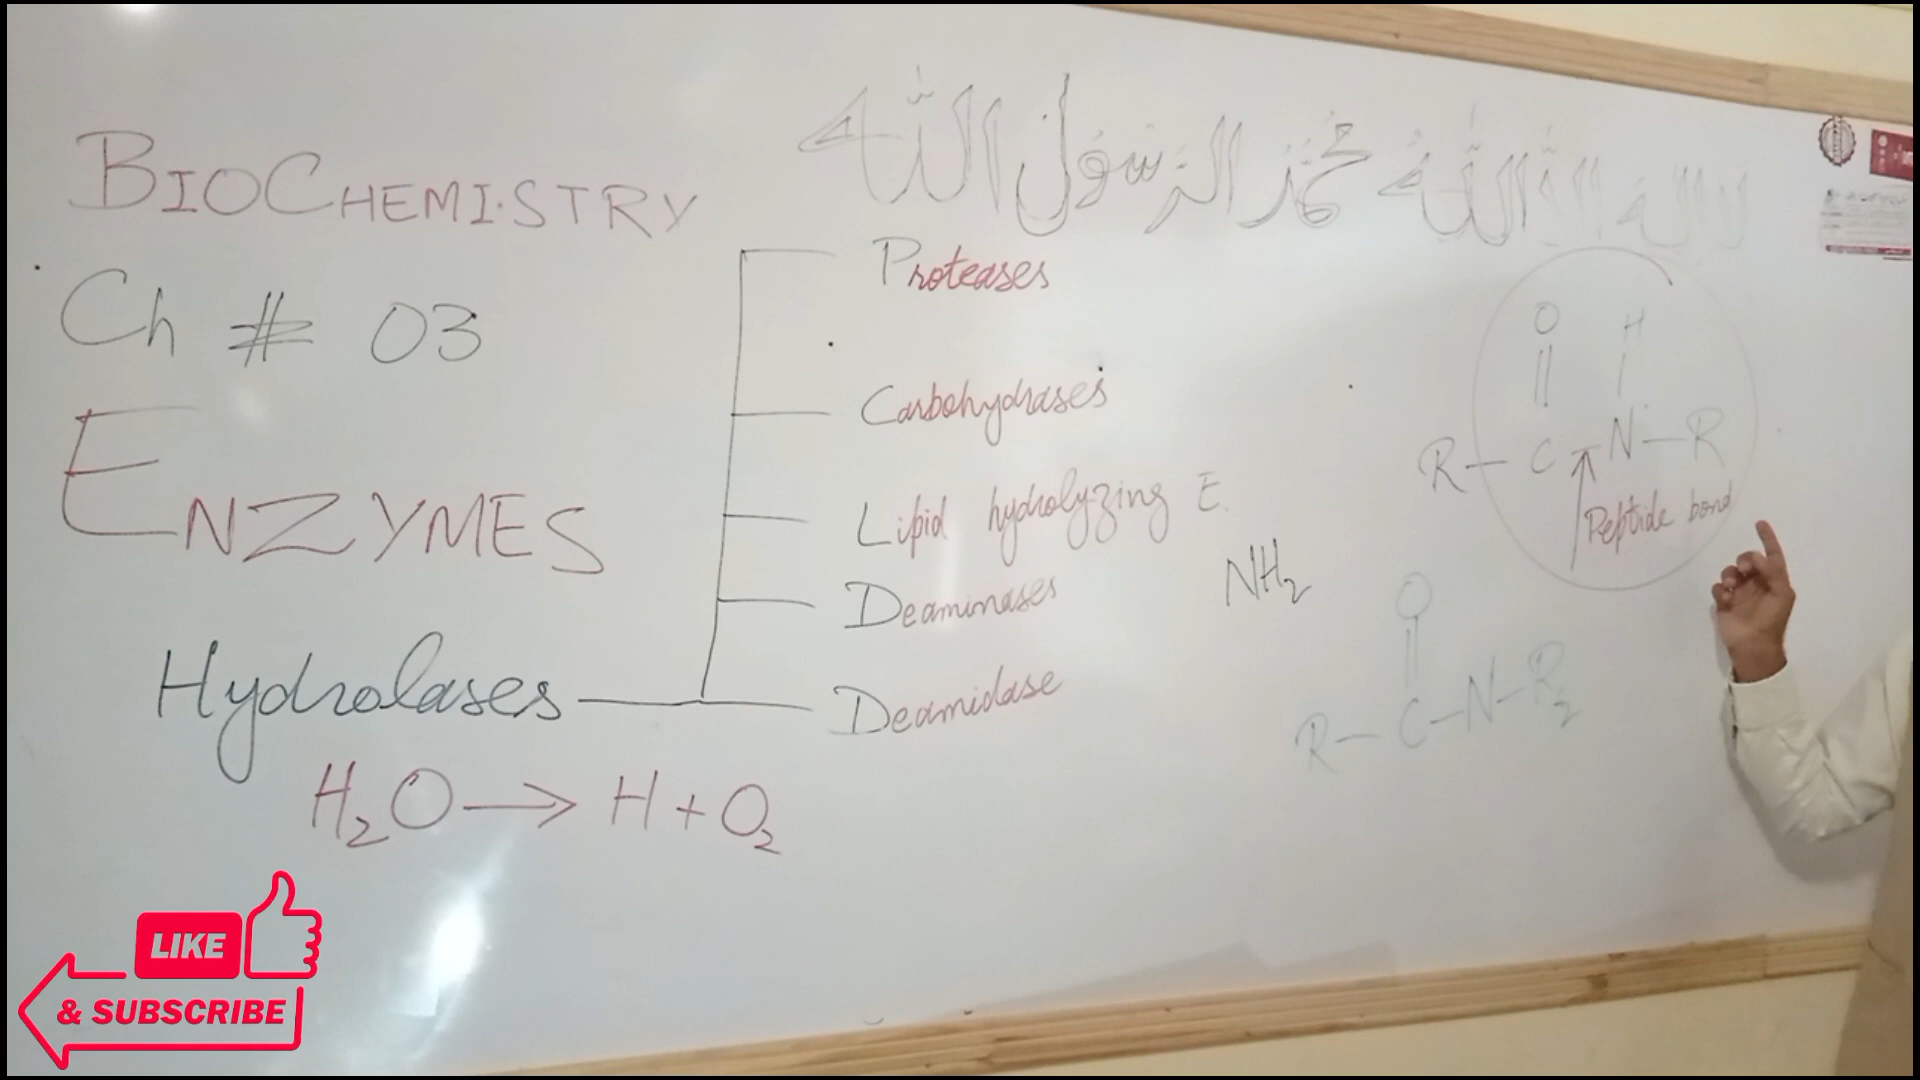 BIOCHEMISTRY
Ch # 03
ENZYMES
Hydrolases
H₂O → H + O₂
لا اله الا الله محمد الرسول الله
Proteases
Carbohydrases
Lipid hydrolyzing E.
Deaminases
NH₂
Deamidase
O H
R — C — N — R
Peptide bond
O
R — C — N — R₂
LIKE
& SUBSCRIBE